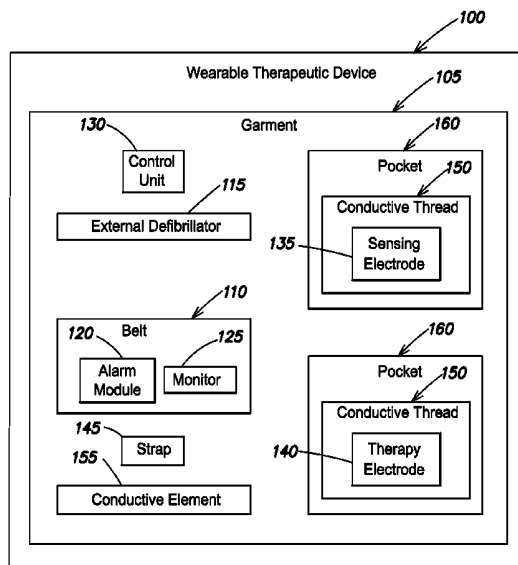 100
Wearable Therapeutic Device
105
Garment
130
Control
Unit
115
External Defibrillator
160
Pocket
150
Conductive Thread
135
Sensing
Electrode
110
Belt
120
Alarm
Module
125
Monitor
145
Strap
155
Conductive Element
160
Pocket
150
Conductive Thread
140
Therapy
Electrode